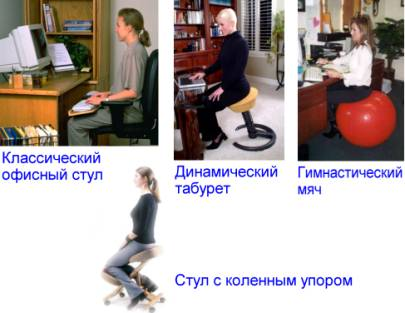 Классический
офисный стул
Динамический
табурет
Гимнастический
мяч
Стул с коленным упором